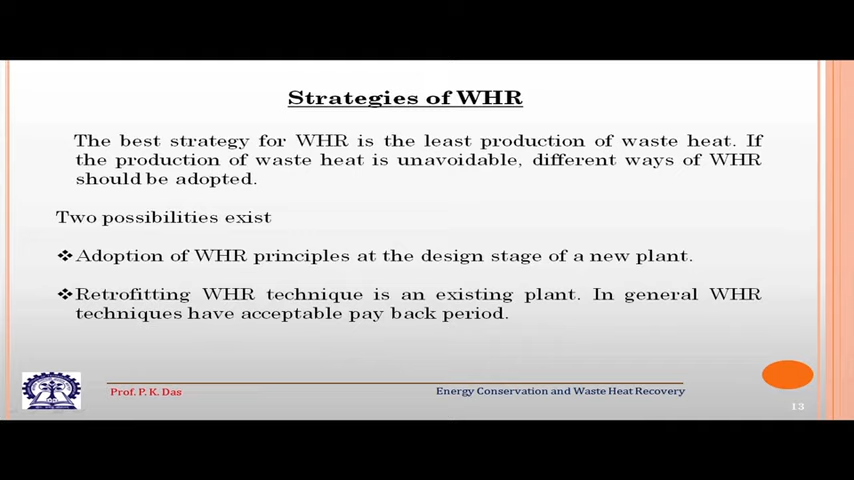 Strategies of WHR
The best strategy for WHR is the least production of waste heat. If
the production of waste heat is unavoidable, different ways of WHR
should be adopted.
Two possibilities exist
❖Adoption of WHR principles at the design stage of a new plant.
❖Retrofitting WHR technique is an existing plant. In general WHR
techniques have acceptable pay back period.
Prof. P. K. Das
Energy Conservation and Waste Heat Recovery
13